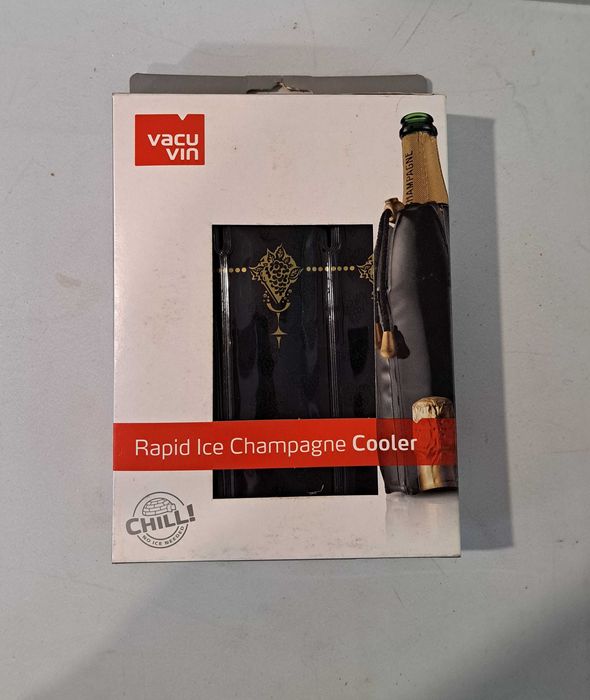 vacu
vin
CHAMPAGNE
Rapid Ice Champagne Cooler
CHILL!
NO ICE NEEDED